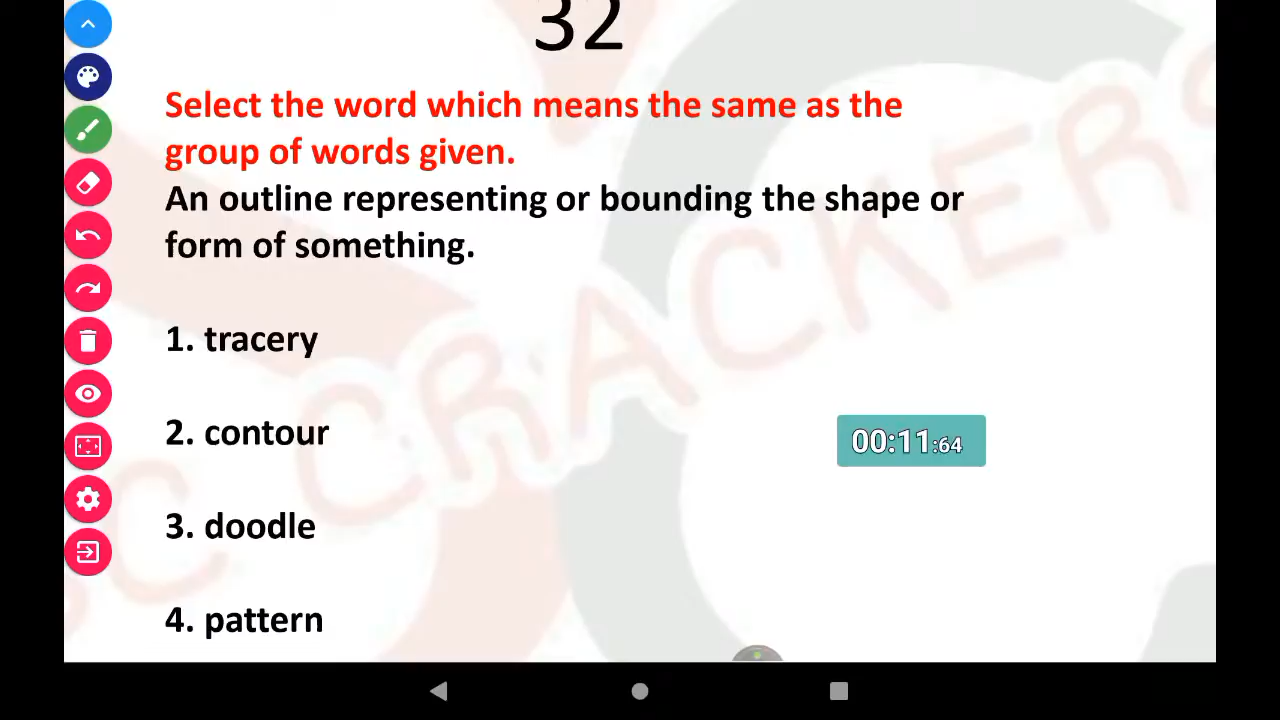 32
Select the word which means the same as the
group of words given.
An outline representing or bounding the shape or
form of something.
1. tracery
2. contour
00:11:64
3. doodle
4. pattern
C CRACKERS